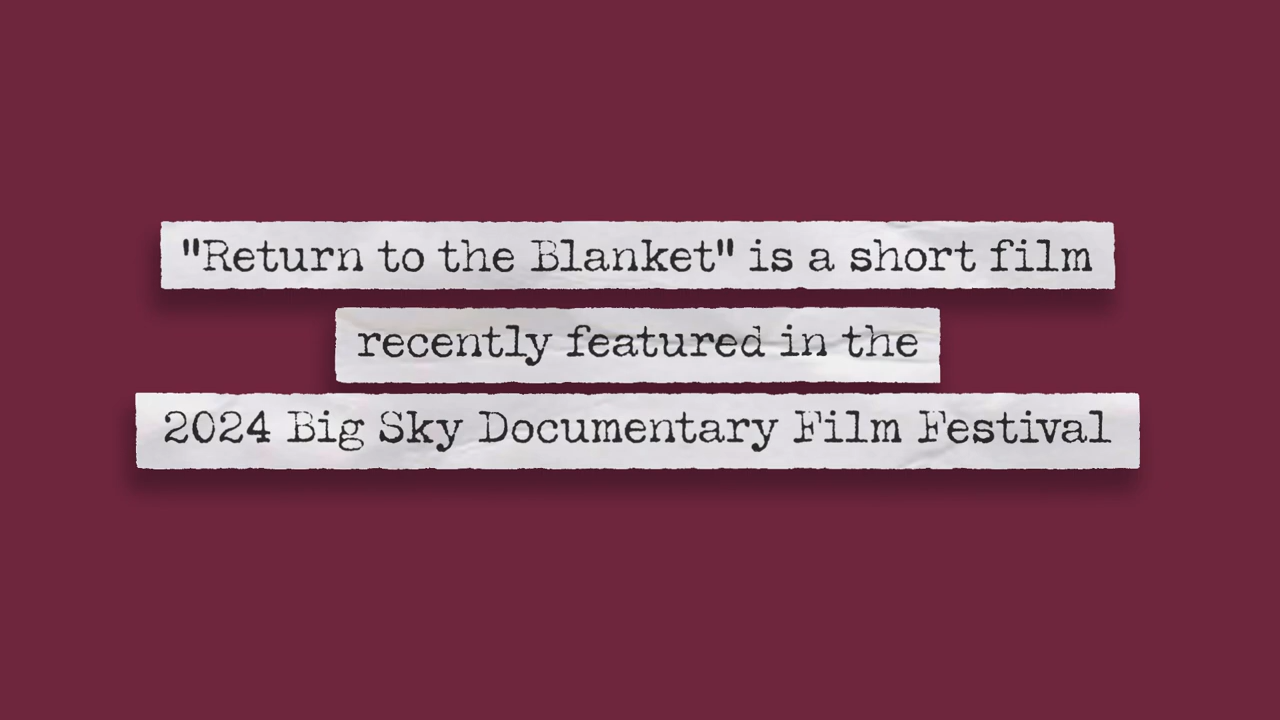 "Return to the Blanket" is a short film
recently featured in the
2024 Big Sky Documentary Film Festival